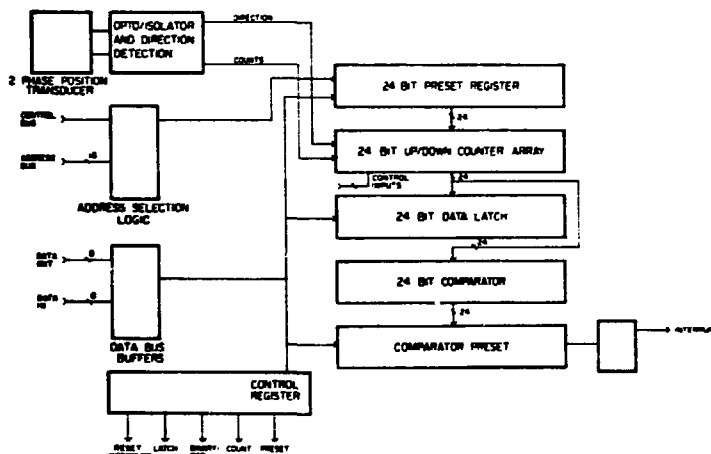 OPTO/ISOLATOR
AND DIRECTION
DETECTION
DIRECTION
COUNTS
2 PHASE POSITION
TRANSDUCER
CONTROL
BUS
ADDRESS
BUS
ADDRESS SELECTION
LOGIC
24 BIT PRESET REGISTER
24
24 BIT UP/DOWN COUNTER ARRAY
CONTROL
INPUTS
24
24 BIT DATA LATCH
24
24 BIT COMPARATOR
24
COMPARATOR PRESET
DATA
OUT
8
DATA
IN
8
DATA BUS
BUFFERS
CONTROL
REGISTER
RESET
LATCH
BINARY/
COUNT
PRESET